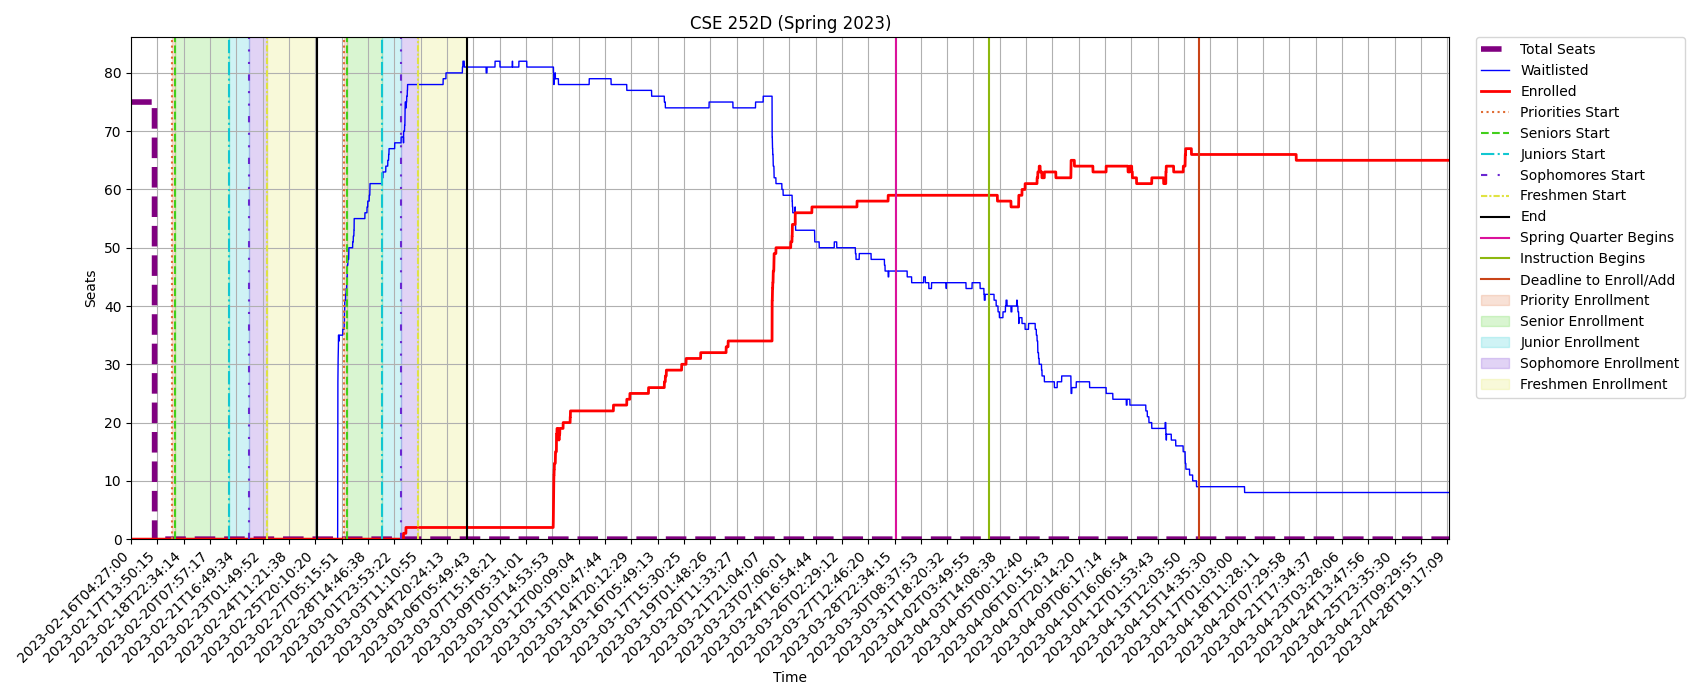 CSE 252D (Spring 2023)
Seats
80
70
60
50
40
30
20
10
0
2023-02-16T04:27:00
2023-02-17T13:50:15
2023-02-18T22:34:14
2023-02-20T07:57:17
2023-02-21T16:49:34
2023-02-23T01:49:52
2023-02-24T11:21:38
2023-02-25T20:10:20
2023-02-27T05:15:51
2023-02-28T14:46:38
2023-03-01T23:53:22
2023-03-03T11:10:55
2023-03-04T20:24:13
2023-03-06T05:49:43
2023-03-07T15:18:21
2023-03-09T05:31:01
2023-03-10T14:53:53
2023-03-12T00:09:04
2023-03-13T10:47:44
2023-03-14T20:12:29
2023-03-16T05:49:13
2023-03-17T15:30:25
2023-03-19T01:48:26
2023-03-20T11:33:27
2023-03-21T21:04:07
2023-03-23T07:06:01
2023-03-24T16:54:44
2023-03-26T02:29:12
2023-03-27T12:46:20
2023-03-28T22:34:15
2023-03-30T08:37:53
2023-03-31T18:20:32
2023-04-02T03:49:55
2023-04-03T14:08:38
2023-04-05T00:12:40
2023-04-06T10:15:43
2023-04-07T20:14:20
2023-04-09T06:17:14
2023-04-10T16:06:54
2023-04-12T01:53:43
2023-04-13T12:03:50
2023-04-15T14:35:30
2023-04-17T01:03:00
2023-04-18T11:28:11
2023-04-20T07:29:58
2023-04-21T17:34:37
2023-04-23T03:28:06
2023-04-24T13:47:56
2023-04-25T23:35:30
2023-04-27T09:29:55
2023-04-28T19:17:09
Time
Total Seats
Waitlisted
Enrolled
Priorities Start
Seniors Start
Juniors Start
Sophomores Start
Freshmen Start
End
Spring Quarter Begins
Instruction Begins
Deadline to Enroll/Add
Priority Enrollment
Senior Enrollment
Junior Enrollment
Sophomore Enrollment
Freshmen Enrollment